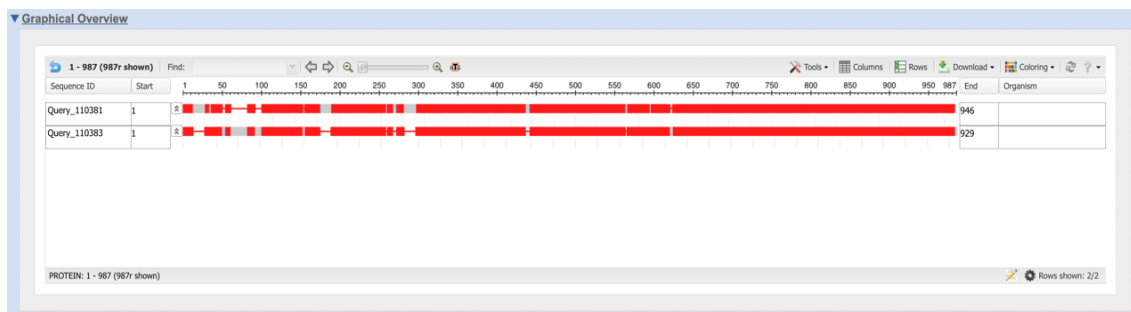 Graphical Overview
1 - 987 (987r shown) Find: Tools Columns Rows Download Coloring ?
Sequence ID Start 1 50 100 150 200 250 300 350 400 450 500 550 600 650 700 750 800 850 900 950 987 End Organism
Query_110381 1 946
Query_110383 1 929
PROTEIN: 1 - 987 (987r shown) Rows shown: 2/2